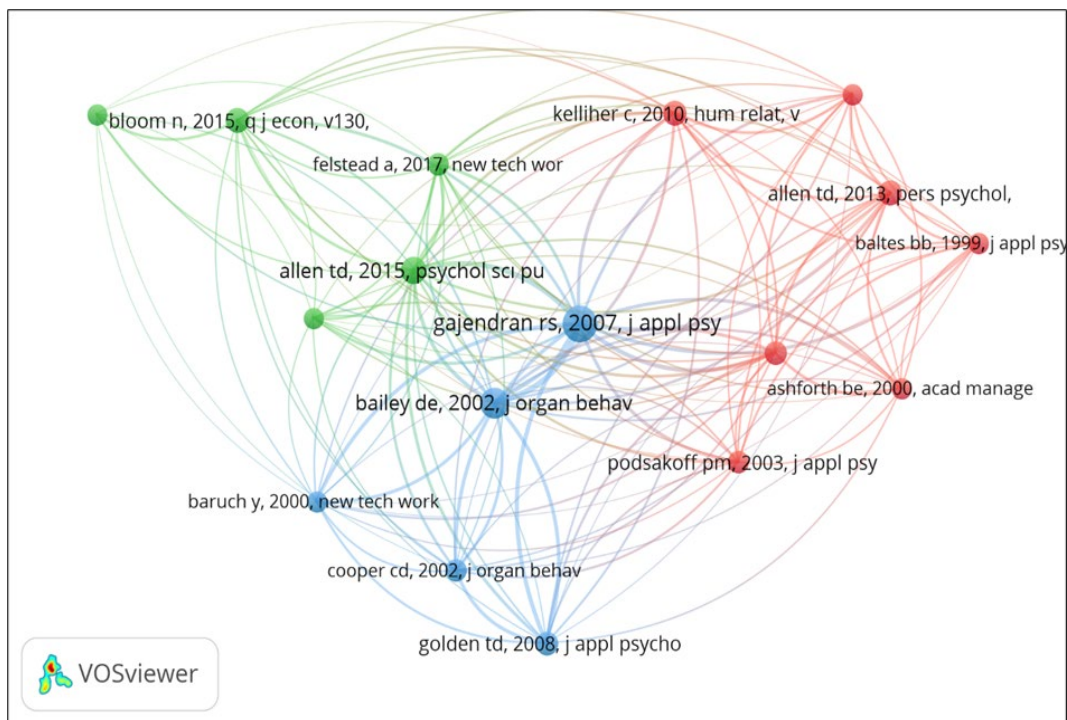 bloom n, 2015, q j econ, v130,
kelliher c, 2010, hum relat, v
felstead a, 2017, new tech wor
allen td, 2013, pers psychol,
baltes bb, 1999, j appl psy
allen td, 2015, psychol sci pu
gajendran rs, 2007, j appl psy
ashforth be, 2000, acad manage
bailey de, 2002, j organ behav
podsakoff pm, 2003, j appl psy
baruch y, 2000, new tech work
cooper cd, 2002, j organ behav
golden td, 2008, j appl psycho
VOSviewer